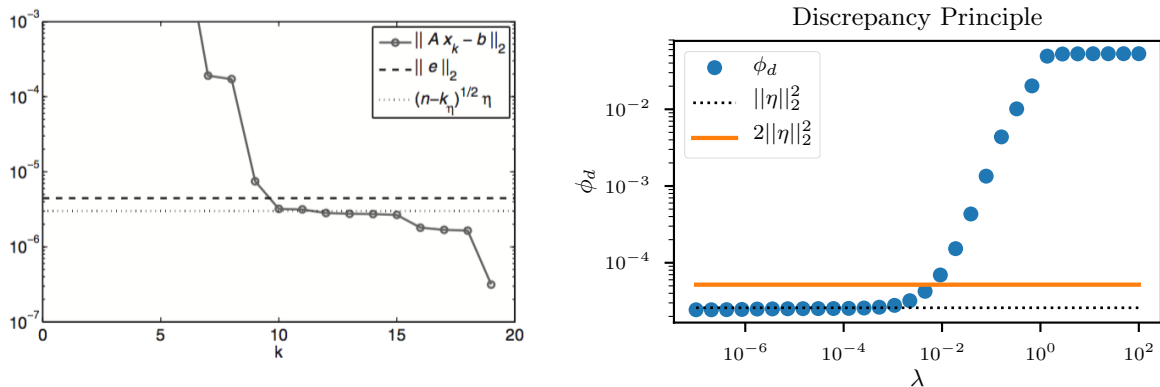 10^-3
10^-4
10^-5
10^-6
10^-7
0
5
10
15
20
k
|| A x_k – b ||_2
|| e ||_2
(n–k_η)^1/2 η
Discrepancy Principle
ϕ_d
||η||_2^2
2||η||_2^2
ϕ_d
10^−2
10^−3
10^−4
10^−6
10^−4
10^−2
10^0
10^2
λ